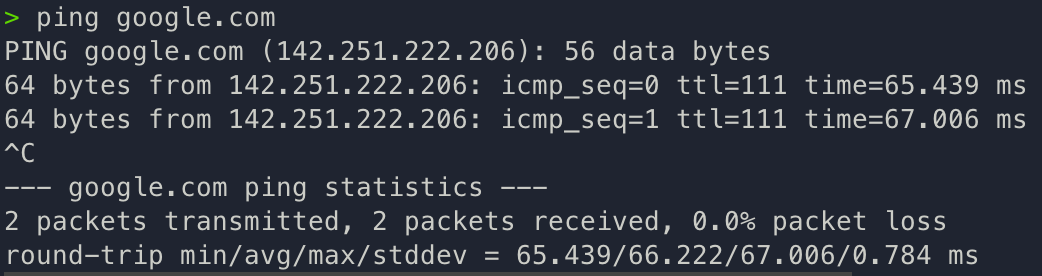 > ping google.com
PING google.com (142.251.222.206): 56 data bytes
64 bytes from 142.251.222.206: icmp_seq=0 ttl=111 time=65.439 ms
64 bytes from 142.251.222.206: icmp_seq=1 ttl=111 time=67.006 ms
^C
--- google.com ping statistics ---
2 packets transmitted, 2 packets received, 0.0% packet loss
round-trip min/avg/max/stddev = 65.439/66.222/67.006/0.784 ms